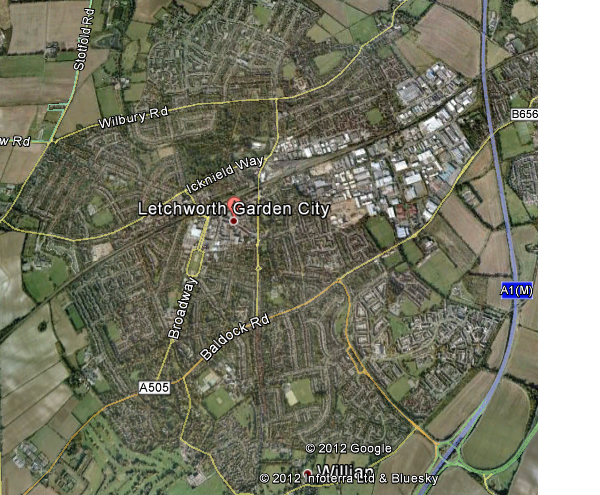 Stotfold Rd
B656
Wilbury Rd
w Rd
Icknield Way
Letchworth Garden City
A1(M)
Broadway
Baldock Rd
A505
© 2012 Google
Willian
© 2012 Infoterra Ltd & Bluesky